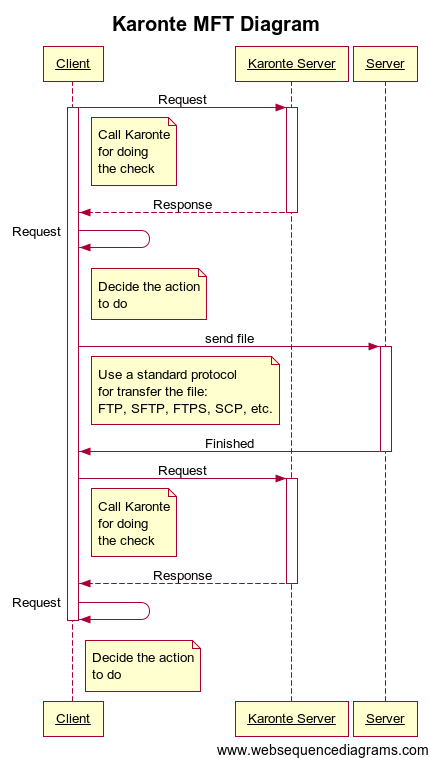 Karonte MFT Diagram
Client
Karonte Server
Server
Request
Call Karonte
for doing
the check
Response
Request
Decide the action
to do
send file
Use a standard protocol
for transfer the file:
FTP, SFTP, FTPS, SCP, etc.
Finished
Request
Call Karonte
for doing
the check
Response
Request
Decide the action
to do
Client
Karonte Server
Server
www.websequencediagrams.com